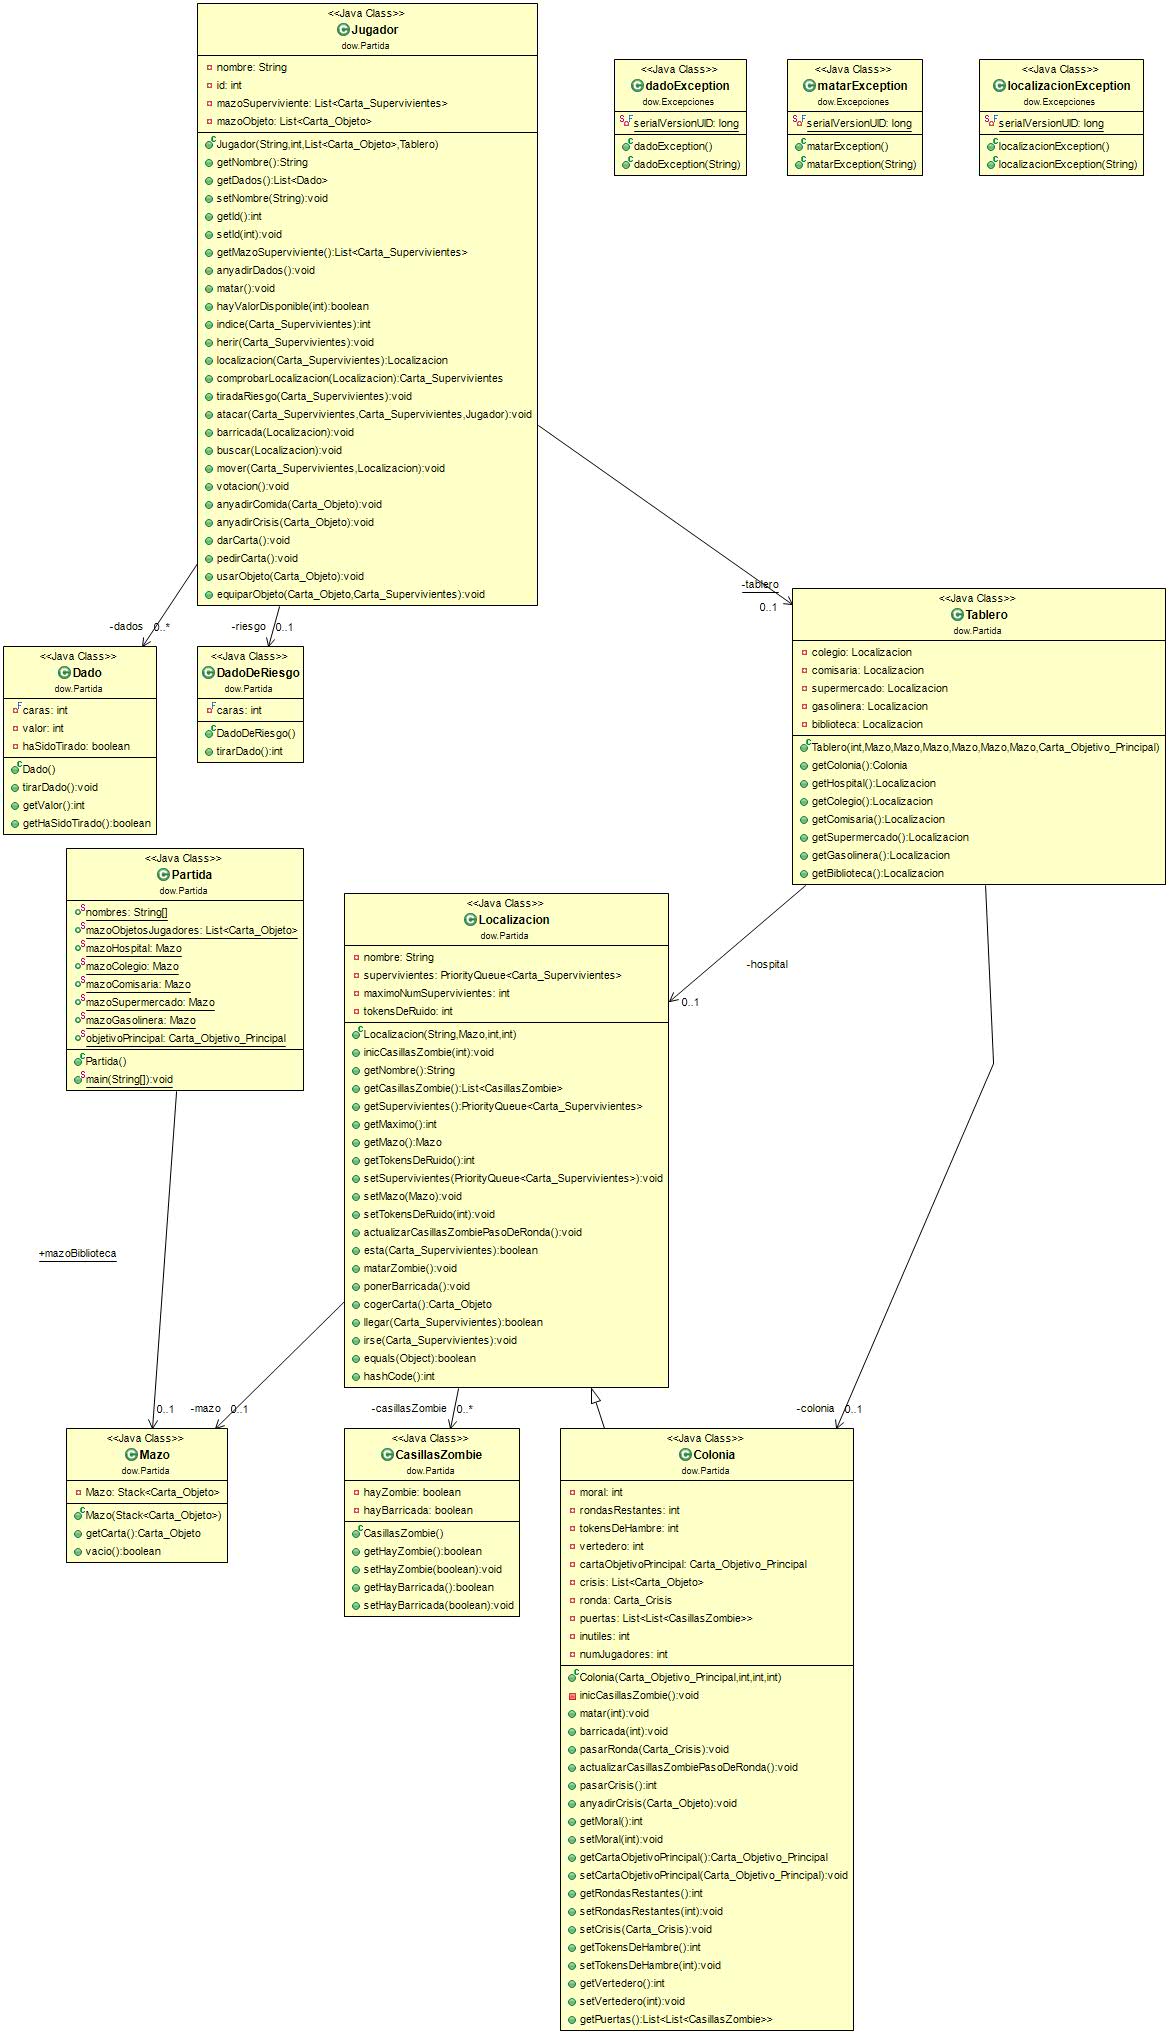 <<Java Class>>
Jugador
dow.Partida
nombre: String
id: int
mazoSuperviviente: List<Carta_Supervivientes>
mazoObjeto: List<Carta_Objeto>
Jugador(String,int,List<Carta_Objeto>,Tablero)
getNombre():String
getDados():List<Dado>
setNombre(String):void
getId():int
setId(int):void
getMazoSuperviviente():List<Carta_Supervivientes>
anyadirDados():void
matar():void
hayValorDisponible(int):boolean
indice(Carta_Supervivientes):int
herir(Carta_Supervivientes):void
localizacion(Carta_Supervivientes):Localizacion
comprobarLocalizacion(Localizacion):Carta_Supervivientes
tiradaRiesgo(Carta_Supervivientes):void
atacar(Carta_Supervivientes,Carta_Supervivientes,Jugador):void
barricada(Localizacion):void
buscar(Localizacion):void
mover(Carta_Supervivientes,Localizacion):void
votacion():void
anyadirComida(Carta_Objeto):void
anyadirCrisis(Carta_Objeto):void
darCarta():void
pedirCarta():void
usarObjeto(Carta_Objeto):void
equiparObjeto(Carta_Objeto,Carta_Supervivientes):void
<<Java Class>>
dadoException
dow.Excepciones
serialVersionUID: long
dadoException()
dadoException(String)
<<Java Class>>
matarException
dow.Excepciones
serialVersionUID: long
matarException()
matarException(String)
<<Java Class>>
localizacionException
dow.Excepciones
serialVersionUID: long
localizacionException()
localizacionException(String)
-dados 0..*
-riesgo 0..1
-tablero
0..1
<<Java Class>>
Dado
dow.Partida
caras: int
valor: int
haSidoTirado: boolean
Dado()
tirarDado():void
getValor():int
getHaSidoTirado():boolean
<<Java Class>>
DadoDeRiesgo
dow.Partida
caras: int
DadoDeRiesgo()
tirarDado():int
<<Java Class>>
Tablero
dow.Partida
colegio: Localizacion
comisaria: Localizacion
supermercado: Localizacion
gasolinera: Localizacion
biblioteca: Localizacion
Tablero(int,Mazo,Mazo,Mazo,Mazo,Mazo,Mazo,Carta_Objetivo_Principal)
getColonia():Colonia
getHospital():Localizacion
getColegio():Localizacion
getComisaria():Localizacion
getSupermercado():Localizacion
getGasolinera():Localizacion
getBiblioteca():Localizacion
<<Java Class>>
Partida
dow.Partida
nombres: String[]
mazoObjetosJugadores: List<Carta_Objeto>
mazoHospital: Mazo
mazoColegio: Mazo
mazoComisaria: Mazo
mazoSupermercado: Mazo
mazoGasolinera: Mazo
objetivoPrincipal: Carta_Objetivo_Principal
Partida()
main(String[]):void
-hospital
0..1
<<Java Class>>
Localizacion
dow.Partida
nombre: String
supervivientes: PriorityQueue<Carta_Supervivientes>
maximoNumSupervivientes: int
tokensDeRuido: int
Localizacion(String,Mazo,int,int)
inicCasillasZombie(int):void
getNombre():String
getCasillasZombie():List<CasillasZombie>
getSupervivientes():PriorityQueue<Carta_Supervivientes>
getMaximo():int
getMazo():Mazo
getTokensDeRuido():int
setSupervivientes(PriorityQueue<Carta_Supervivientes>):void
setMazo(Mazo):void
setTokensDeRuido(int):void
actualizarCasillasZombiePasoDeRonda():void
esta(Carta_Supervivientes):boolean
matarZombie():void
ponerBarricada():void
cogerCarta():Carta_Objeto
llegar(Carta_Supervivientes):boolean
irse(Carta_Supervivientes):void
equals(Object):boolean
hashCode():int
+mazoBiblioteca
0..1
-mazo 0..1
-casillasZombie 0..*
-colonia 0..1
<<Java Class>>
Mazo
dow.Partida
Mazo: Stack<Carta_Objeto>
Mazo(Stack<Carta_Objeto>)
getCarta():Carta_Objeto
vacio():boolean
<<Java Class>>
CasillasZombie
dow.Partida
hayZombie: boolean
hayBarricada: boolean
CasillasZombie()
getHayZombie():boolean
setHayZombie(boolean):void
getHayBarricada():boolean
setHayBarricada(boolean):void
<<Java Class>>
Colonia
dow.Partida
moral: int
rondasRestantes: int
tokensDeHambre: int
vertedero: int
cartaObjetivoPrincipal: Carta_Objetivo_Principal
crisis: List<Carta_Objeto>
ronda: Carta_Crisis
puertas: List<List<CasillasZombie>>
inutiles: int
numJugadores: int
Colonia(Carta_Objetivo_Principal,int,int,int)
inicCasillasZombie():void
matar(int):void
barricada(int):void
pasarRonda(Carta_Crisis):void
actualizarCasillasZombiePasoDeRonda():void
pasarCrisis():int
anyadirCrisis(Carta_Objeto):void
getMoral():int
setMoral(int):void
getCartaObjetivoPrincipal():Carta_Objetivo_Principal
setCartaObjetivoPrincipal(Carta_Objetivo_Principal):void
getRondasRestantes():int
setRondasRestantes(int):void
setCrisis(Carta_Crisis):void
getTokensDeHambre():int
setTokensDeHambre(int):void
getVertedero():int
setVertedero(int):void
getPuertas():List<List<CasillasZombie>>